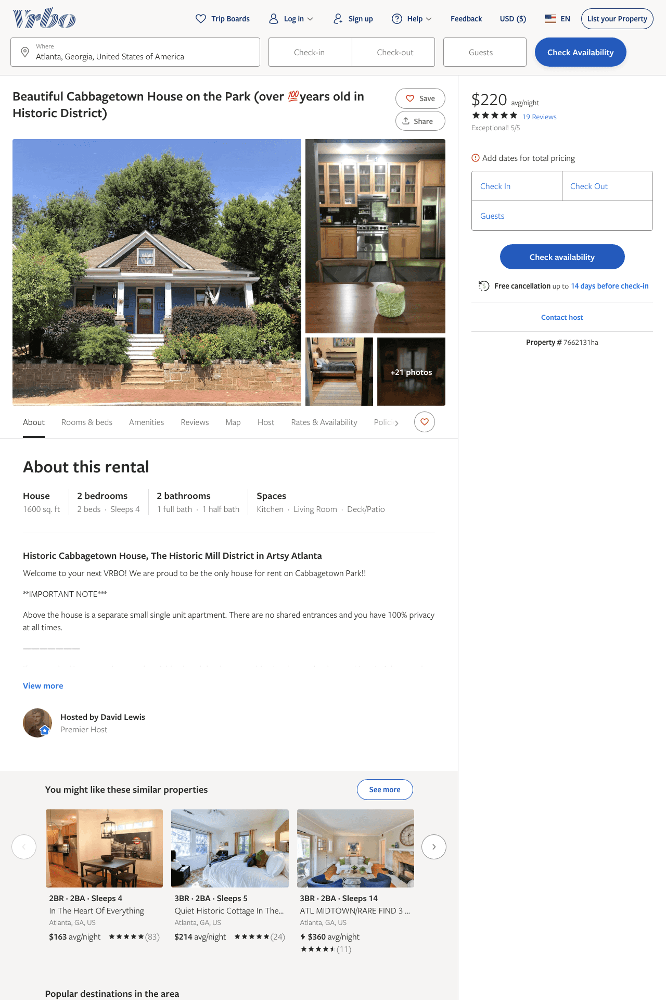 Vrbo
Trip Boards
Log in
Sign up
Help
Feedback
USD ($)
EN
List your Property
Where
Atlanta, Georgia, United States of America
Check-in
Check-out
Guests
Check Availability
Beautiful Cabbagetown House on the Park (over 💯years old in
Historic District)
Save
Share
+21 photos
$220 avg/night
19 Reviews
Exceptional! 5/5
Add dates for total pricing
Check In
Check Out
Guests
Check availability
Free cancellation up to 14 days before check-in
Contact host
Property # 7662131ha
About
Rooms & beds
Amenities
Reviews
Map
Host
Rates & Availability
Polici
About this rental
House
1600 sq. ft
2 bedrooms
2 beds · Sleeps 4
2 bathrooms
1 full bath · 1 half bath
Spaces
Kitchen · Living Room · Deck/Patio
Historic Cabbagetown House, The Historic Mill District in Artsy Atlanta
Welcome to your next VRBO! We are proud to be the only house for rent on Cabbagetown Park!!
**IMPORTANT NOTE***
Above the house is a separate small single unit apartment. There are no shared entrances and you have 100% privacy
at all times.
———————
View more
Hosted by David Lewis
Premier Host
You might like these similar properties
See more
2BR · 2BA · Sleeps 4
In The Heart Of Everything
Atlanta, GA, US
$163 avg/night
(83)
3BR · 2BA · Sleeps 5
Quiet Historic Cottage In The...
Atlanta, GA, US
$214 avg/night
(24)
3BR · 2BA · Sleeps 14
ATL MIDTOWN/RARE FIND 3 ...
Atlanta, GA, US
$360 avg/night
(11)
Popular destinations in the area